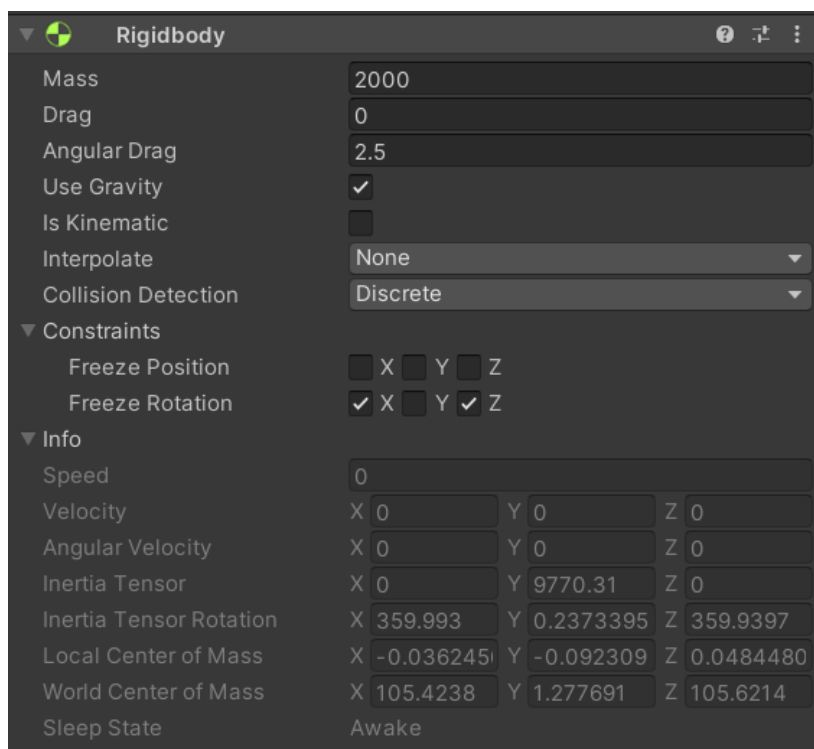 Rigidbody
Mass 2000
Drag 0
Angular Drag 2.5
Use Gravity
Is Kinematic
Interpolate None
Collision Detection Discrete
Constraints
Freeze Position X Y Z
Freeze Rotation X Y Z
Info
Speed 0
Velocity X 0 Y 0 Z 0
Angular Velocity X 0 Y 0 Z 0
Inertia Tensor X 0 Y 9770.31 Z 0
Inertia Tensor Rotation X 359.993 Y 0.2373395 Z 359.9397
Local Center of Mass X -0.036245 Y -0.092309 Z 0.0484480
World Center of Mass X 105.4238 Y 1.277691 Z 105.6214
Sleep State Awake